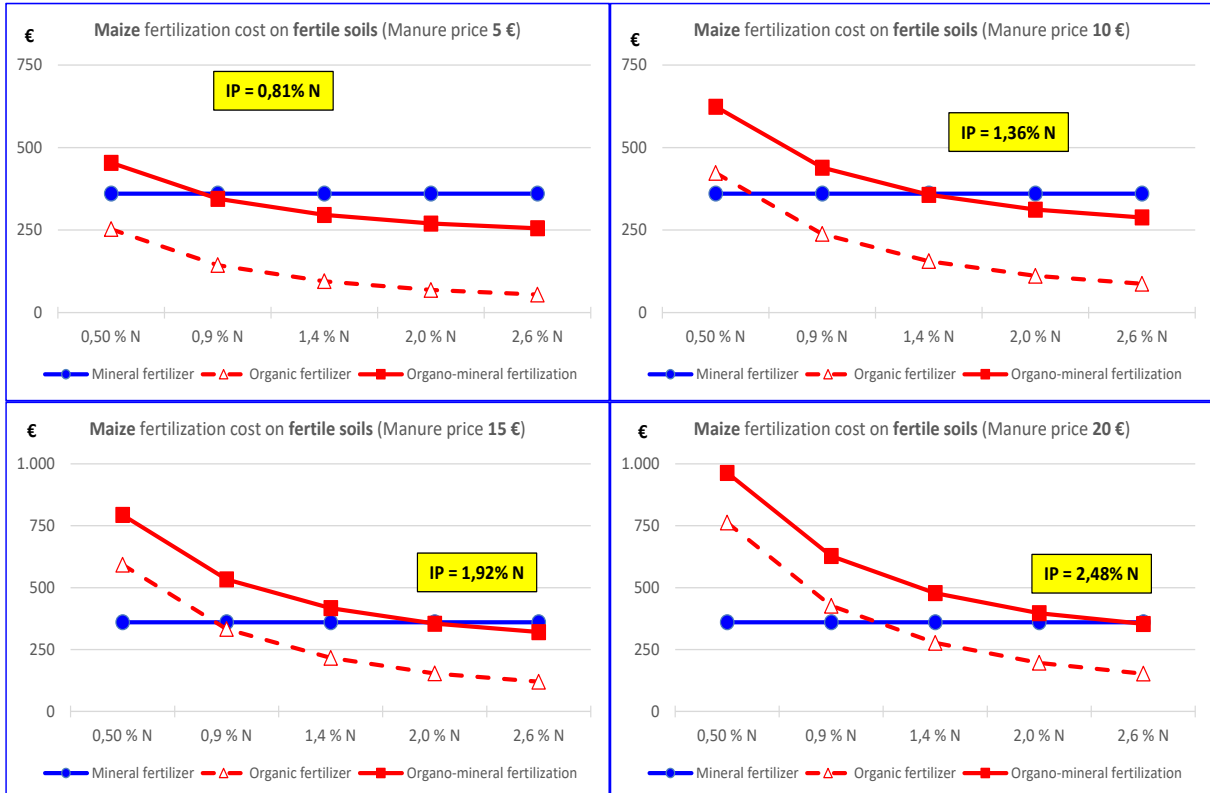 Maize fertilization cost on fertile soils (Manure price 5 €)
€
750
500
250
0
IP = 0,81% N
0,50 % N 0,9 % N 1,4 % N 2,0 % N 2,6 % N
Mineral fertilizer Organic fertilizer Organo-mineral fertilization
Maize fertilization cost on fertile soils (Manure price 10 €)
€
750
500
250
0
IP = 1,36% N
0,50 % N 0,9 % N 1,4 % N 2,0 % N 2,6 % N
Mineral fertilizer Organic fertilizer Organo-mineral fertilization
Maize fertilization cost on fertile soils (Manure price 15 €)
€
1.000
750
500
250
0
IP = 1,92% N
0,50 % N 0,9 % N 1,4 % N 2,0 % N 2,6 % N
Mineral fertilizer Organic fertilizer Organo-mineral fertilization
Maize fertilization cost on fertile soils (Manure price 20 €)
€
1.000
750
500
250
0
IP = 2,48% N
0,50 % N 0,9 % N 1,4 % N 2,0 % N 2,6 % N
Mineral fertilizer Organic fertilizer Organo-mineral fertilization